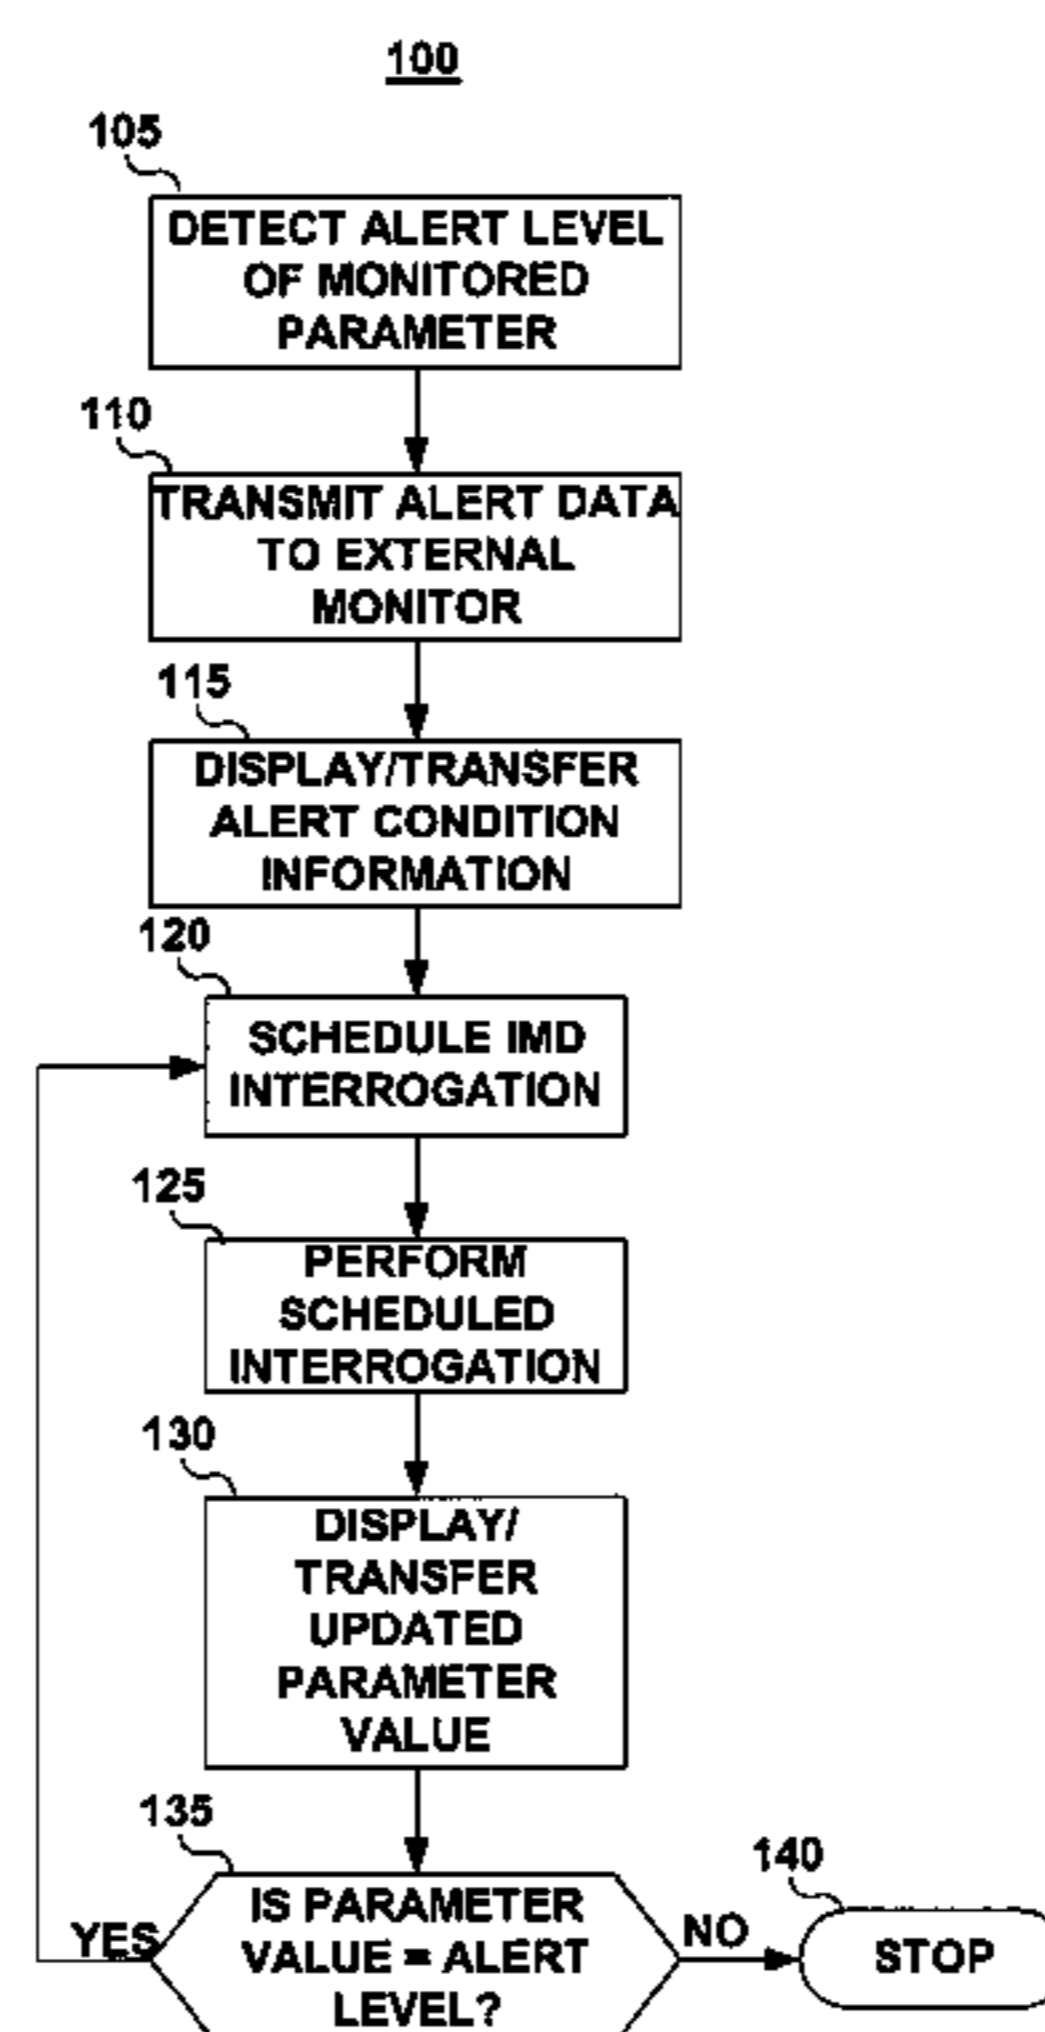 100
105
DETECT ALERT LEVEL
OF MONITORED
PARAMETER
110
TRANSMIT ALERT DATA
TO EXTERNAL
MONITOR
115
DISPLAY/TRANSFER
ALERT CONDITION
INFORMATION
120
SCHEDULE IMD
INTERROGATION
125
PERFORM
SCHEDULED
INTERROGATION
130
DISPLAY/
TRANSFER
UPDATED
PARAMETER
VALUE
135
IS PARAMETER
VALUE = ALERT
LEVEL?
YES
NO
140
STOP